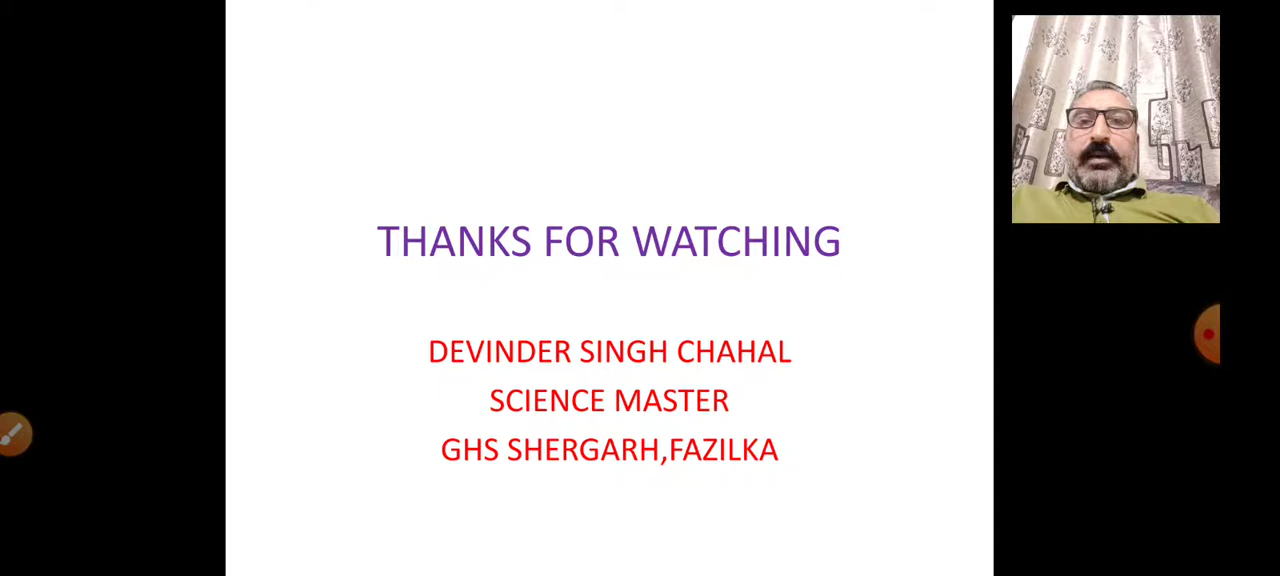 THANKS FOR WATCHING
DEVINDER SINGH CHAHAL
SCIENCE MASTER
GHS SHERGARH,FAZILKA